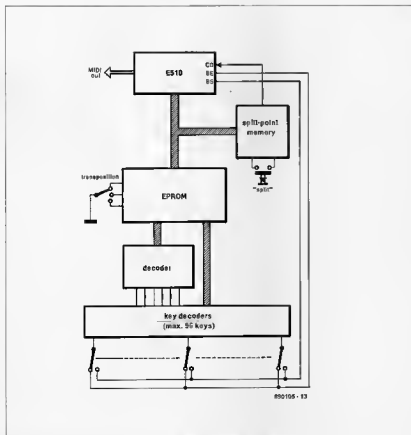 MIDI
out
E510
CD
BE
BS
split-point
memory
"split"
transposition
EPROM
decoder
key decoders
(max. 96 keys)
890105 - 13